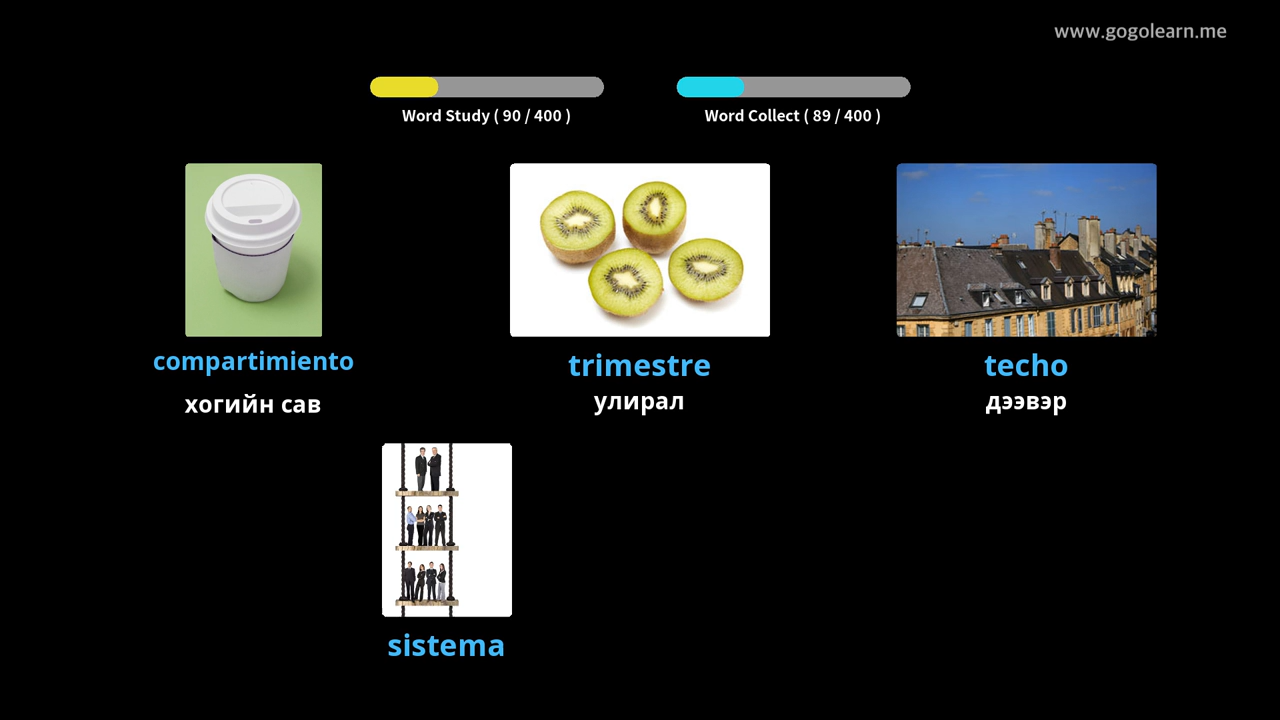 www.gogolearn.me
Word Study ( 90 / 400 )
Word Collect ( 89 / 400 )
compartimiento
хогийн сав
trimestre
улирал
techo
дээвэр
sistema